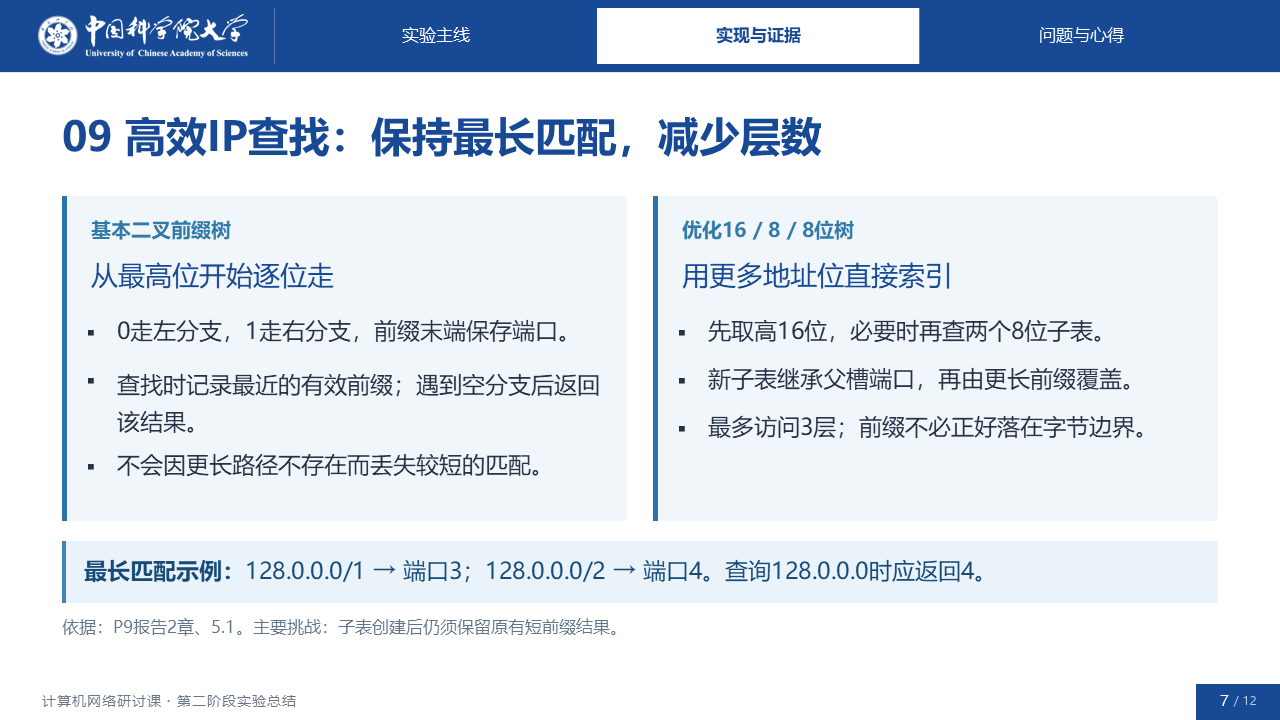 中国科学院大学
University of Chinese Academy of Sciences
实验主线
实现与证据
问题与心得
09 高效IP查找：保持最长匹配，减少层数
基本二叉前缀树
从最高位开始逐位走
▪ 0走左分支，1走右分支，前缀末端保存端口。
▪ 查找时记录最近的有效前缀；遇到空分支后返回
该结果。
▪ 不会因更长路径不存在而丢失较短的匹配。
优化16 / 8 / 8位树
用更多地址位直接索引
▪ 先取高16位，必要时再查两个8位子表。
▪ 新子表继承父槽端口，再由更长前缀覆盖。
▪ 最多访问3层；前缀不必正好落在字节边界。
最长匹配示例：128.0.0.0/1 → 端口3；128.0.0.0/2 → 端口4。查询128.0.0.0时应返回4。
依据：P9报告2章、5.1。主要挑战：子表创建后仍须保留原有短前缀结果。
计算机网络研讨课 · 第二阶段实验总结
7 / 12